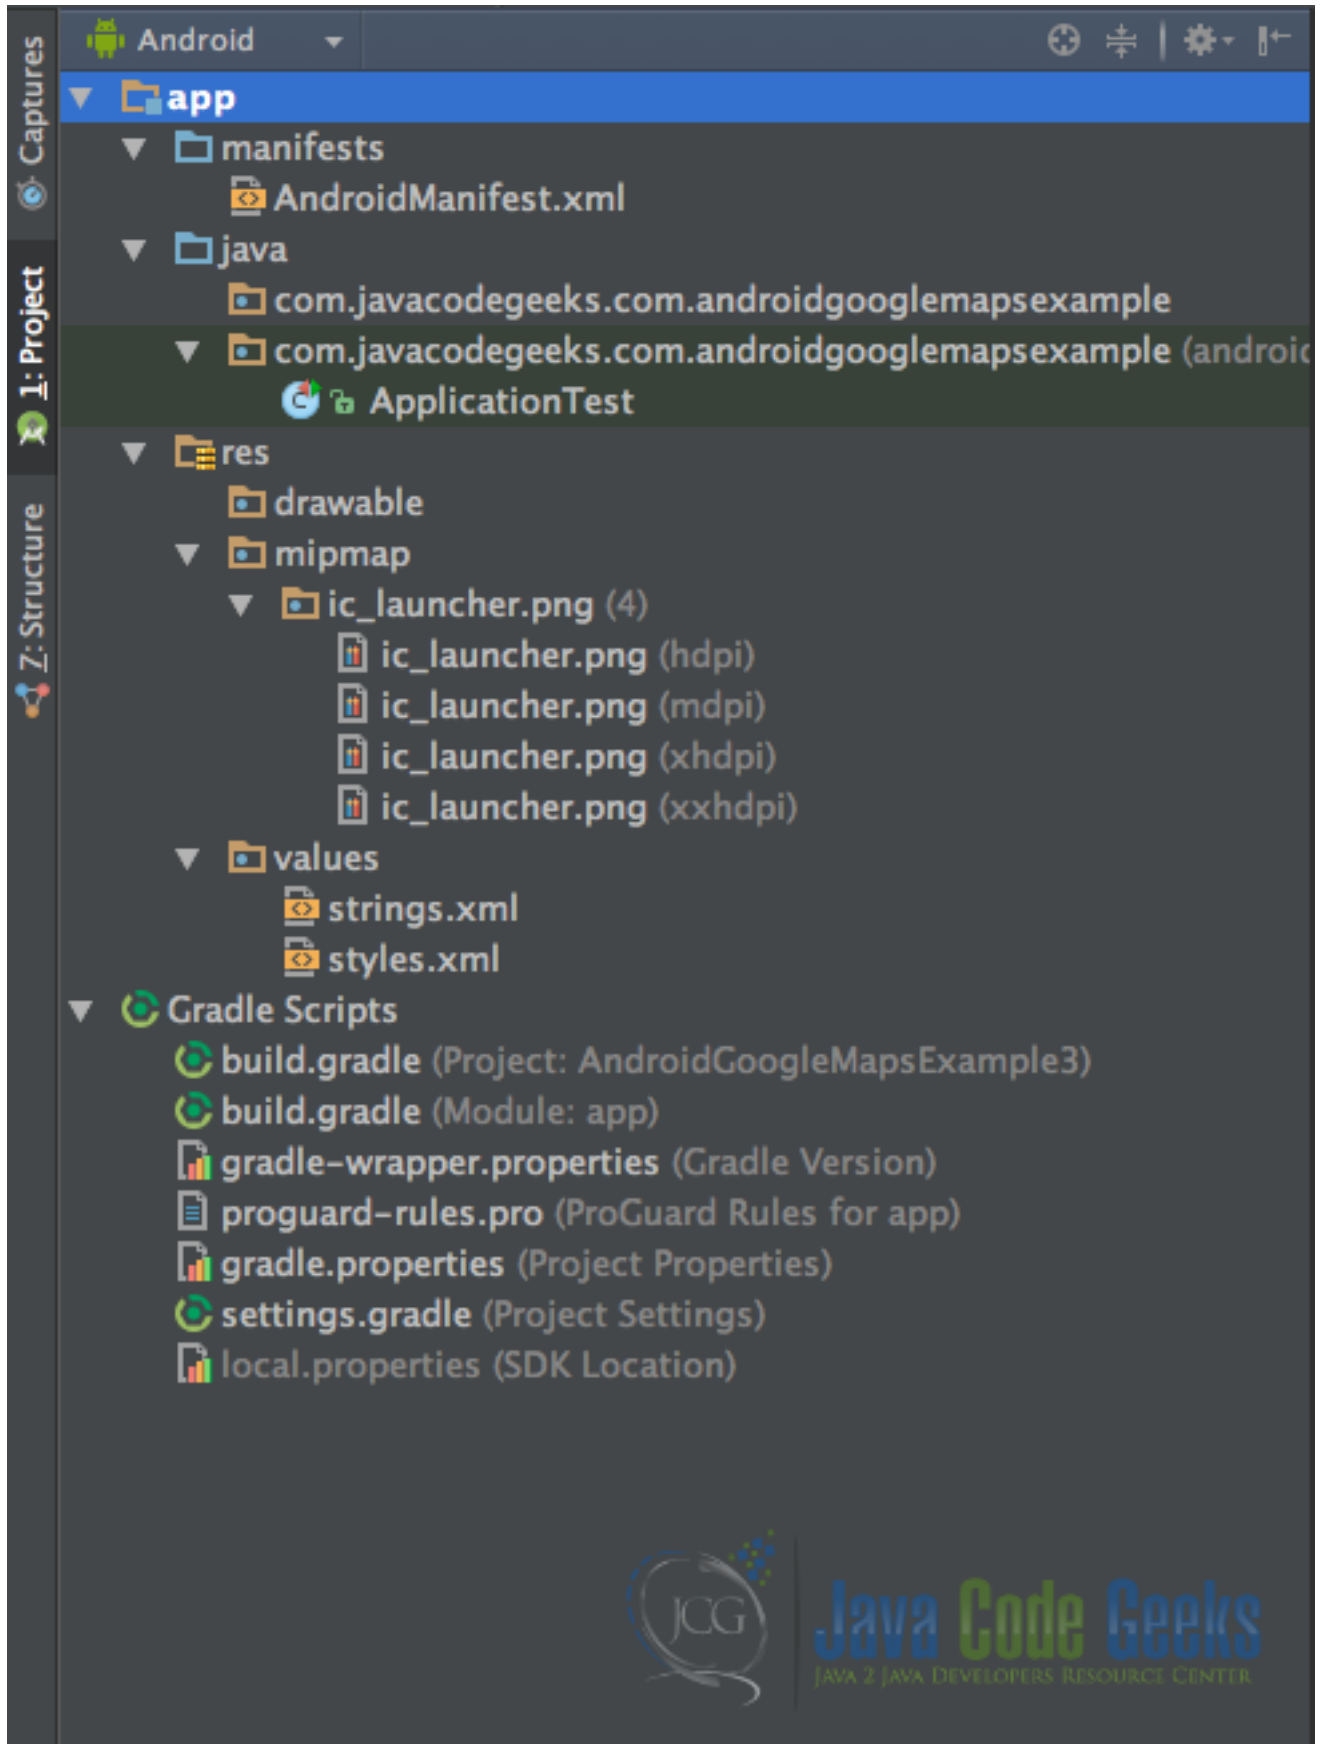 Android
Captures
1: Project
Z: Structure
app
manifests
AndroidManifest.xml
java
com.javacodegeeks.com.androidgooglemapsexample
com.javacodegeeks.com.androidgooglemapsexample (android
ApplicationTest
res
drawable
mipmap
ic_launcher.png (4)
ic_launcher.png (hdpi)
ic_launcher.png (mdpi)
ic_launcher.png (xhdpi)
ic_launcher.png (xxhdpi)
values
strings.xml
styles.xml
Gradle Scripts
build.gradle (Project: AndroidGoogleMapsExample3)
build.gradle (Module: app)
gradle-wrapper.properties (Gradle Version)
proguard-rules.pro (ProGuard Rules for app)
gradle.properties (Project Properties)
settings.gradle (Project Settings)
local.properties (SDK Location)
JCG
Java Code Geeks
JAVA 2 JAVA DEVELOPERS RESOURCE CENTER